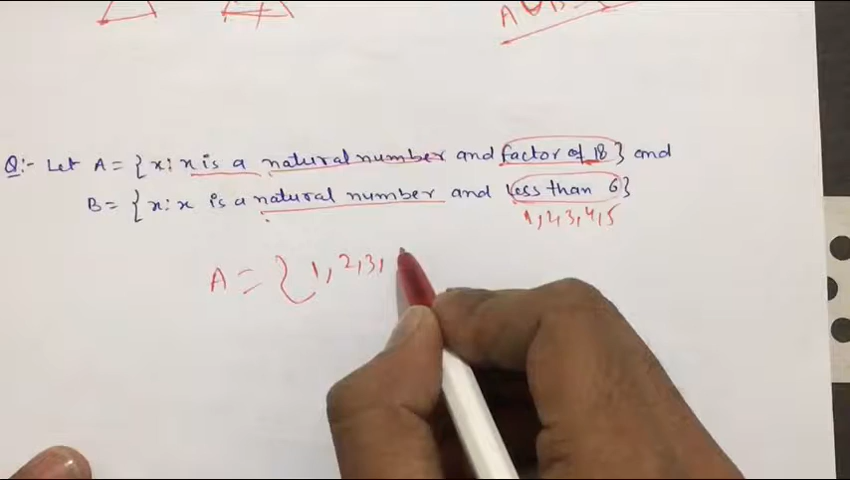 A ∪ B
Q:- Let A = {x: x is a natural number and factor of 18} and
B = {x: x is a natural number and less than 6}
1, 2, 3, 4, 5
A = { 1, 2, 3,